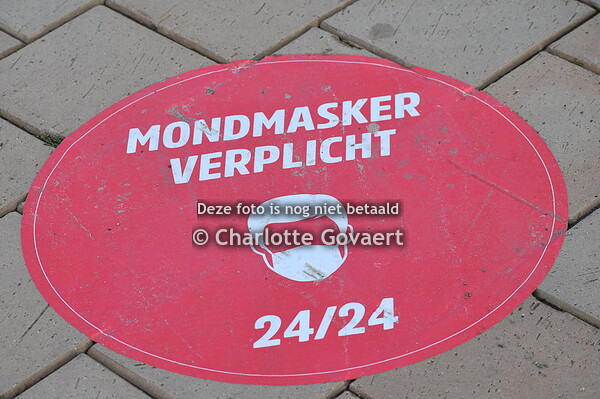 MONDMASKER
VERPLICHT
Deze foto is nog niet betaald
© Charlotte Govaert
24/24